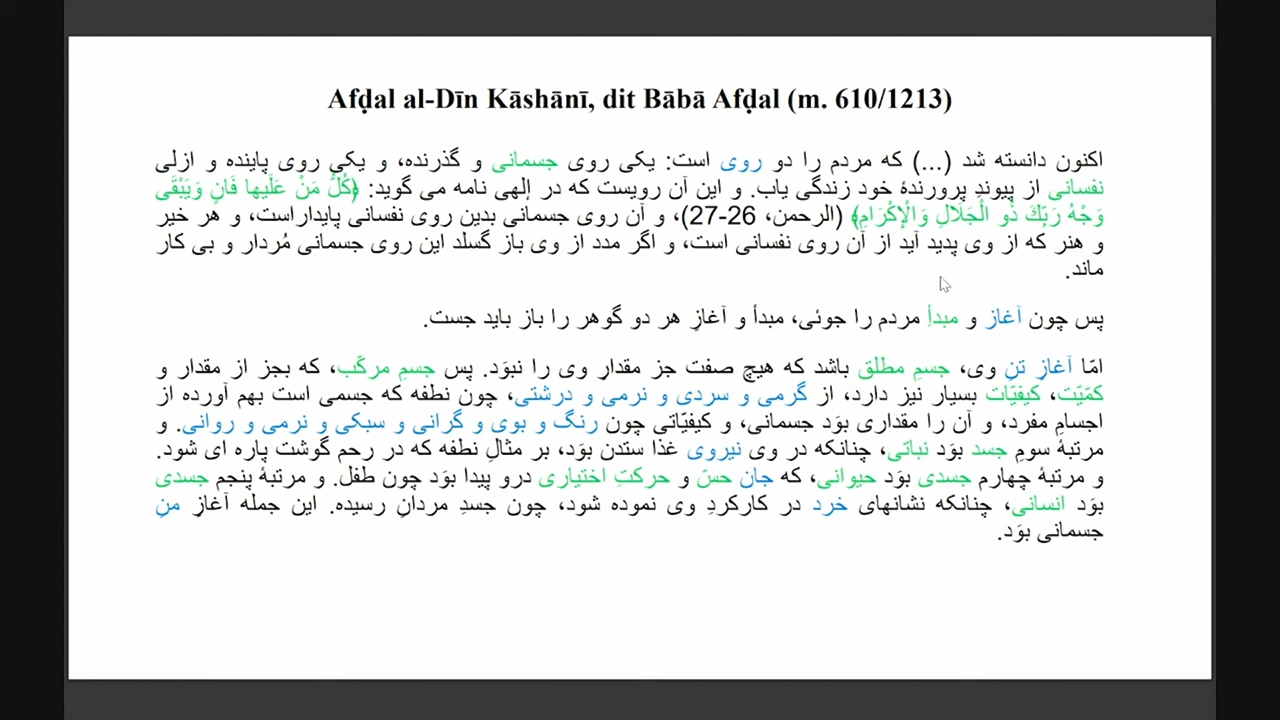 Afḍal al-Dīn Kāshānī, dit Bābā Afḍal (m. 610/1213)
اکنون دانسته شد (...) که مردم را دو روی است: یکی روی جسمانی و گذرنده، و یکی روی پاینده و ازلی
نفسانی از پیوندِ پرورندهٔ خود زندگی یاب. و این آن رویست که در إلهی نامه می گوید: ﴿كُلُّ مَنْ عَلَيها فَانٍ وَيَبْقَى
وَجْهُ رَبِّكَ ذُو الْجَلَالِ وَالْإِكْرَامِ﴾ (الرحمن، 26-27)، و آن روی جسمانی بدین روی نفسانی پایداراست، و هر خیر
و هنر که از وی پدید آید از آن روی نفسانی است، و اگر مدد از وی باز گسلد این روی جسمانی مُردار و بی کار
ماند.
پس چون آغاز و مبدأِ مردم را جوئی، مبدأ و آغازِ هر دو گوهر را باز باید جست.
امّا آغازِ تنِ وی، جسمِ مطلق باشد که هیچ صفت جز مقدارِ وی را نبوَد. پس جسمِ مرکّب، که بجز از مقدار و
کمّیّت، کیفیّات بسیار نیز دارد، از گرمی و سردی و نرمی و درشتی، چون نطفه که جسمی است بهم آورده از
اجسامِ مفرد، و آن را مقداری بوَد جسمانی، و کیفیّاتی چون رنگ و بوی و گرانی و سبکی و نرمی و روانی. و
مرتبهٔ سومِ جسد بوَد نباتی، چنانکه در وی نیروی غذا ستدن بوَد، بر مثالِ نطفه که در رحم گوشت پاره ای شود.
و مرتبهٔ چهارم جسدی بوَد حیوانی، که جان حسّ و حرکتِ اختیاری درو پیدا بوَد چون طفل. و مرتبهٔ پنجم جسدی
بوَد انسانی، چنانکه نشانهای خرد در کارکردِ وی نموده شود، چون جسدِ مردانِ رسیده. این جمله آغازِ منِ
جسمانی بوَد.